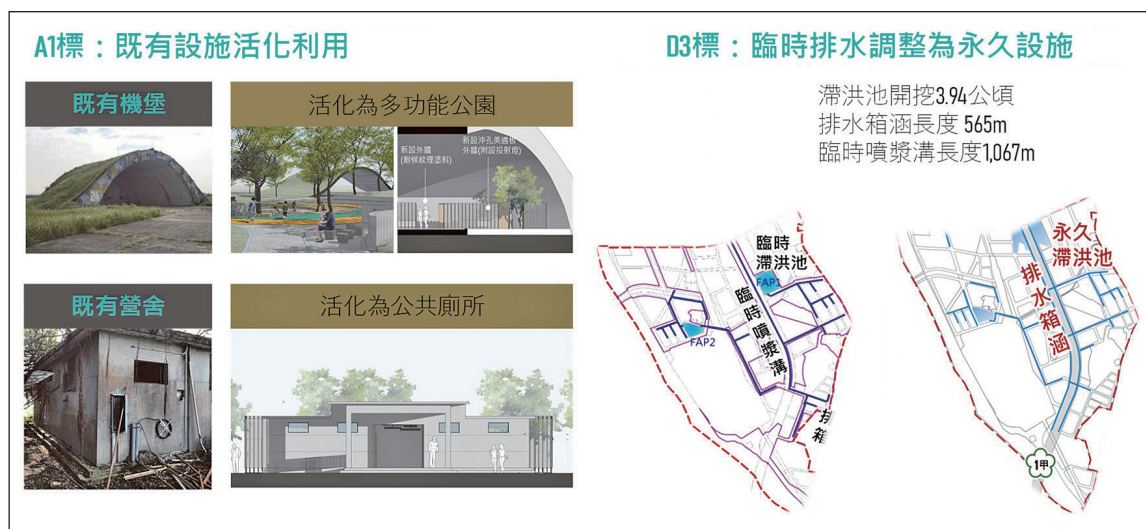 A1標：既有設施活化利用
既有機堡
活化為多功能公園
新設外牆
(耐候紋理塗料)
新設沖孔美鋁板
外牆(附設投射燈)
既有營舍
活化為公共廁所
D3標：臨時排水調整為永久設施
滯洪池開挖3.94公頃
排水箱涵長度 565m
臨時噴漿溝長度1,067m
臨時
滯洪池
FAP1
臨時噴漿溝
FAP2
排
箱
永久
滯洪池
排水箱涵
1甲